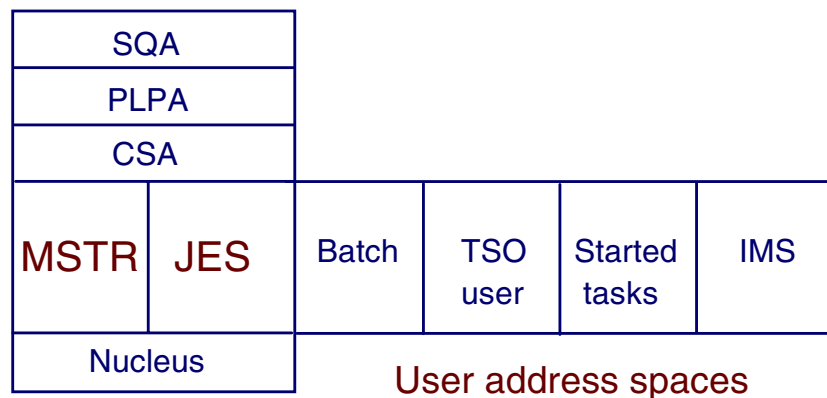 SQA
PLPA
CSA
MSTR
JES
Batch
TSO
user
Started
tasks
IMS
Nucleus
User address spaces